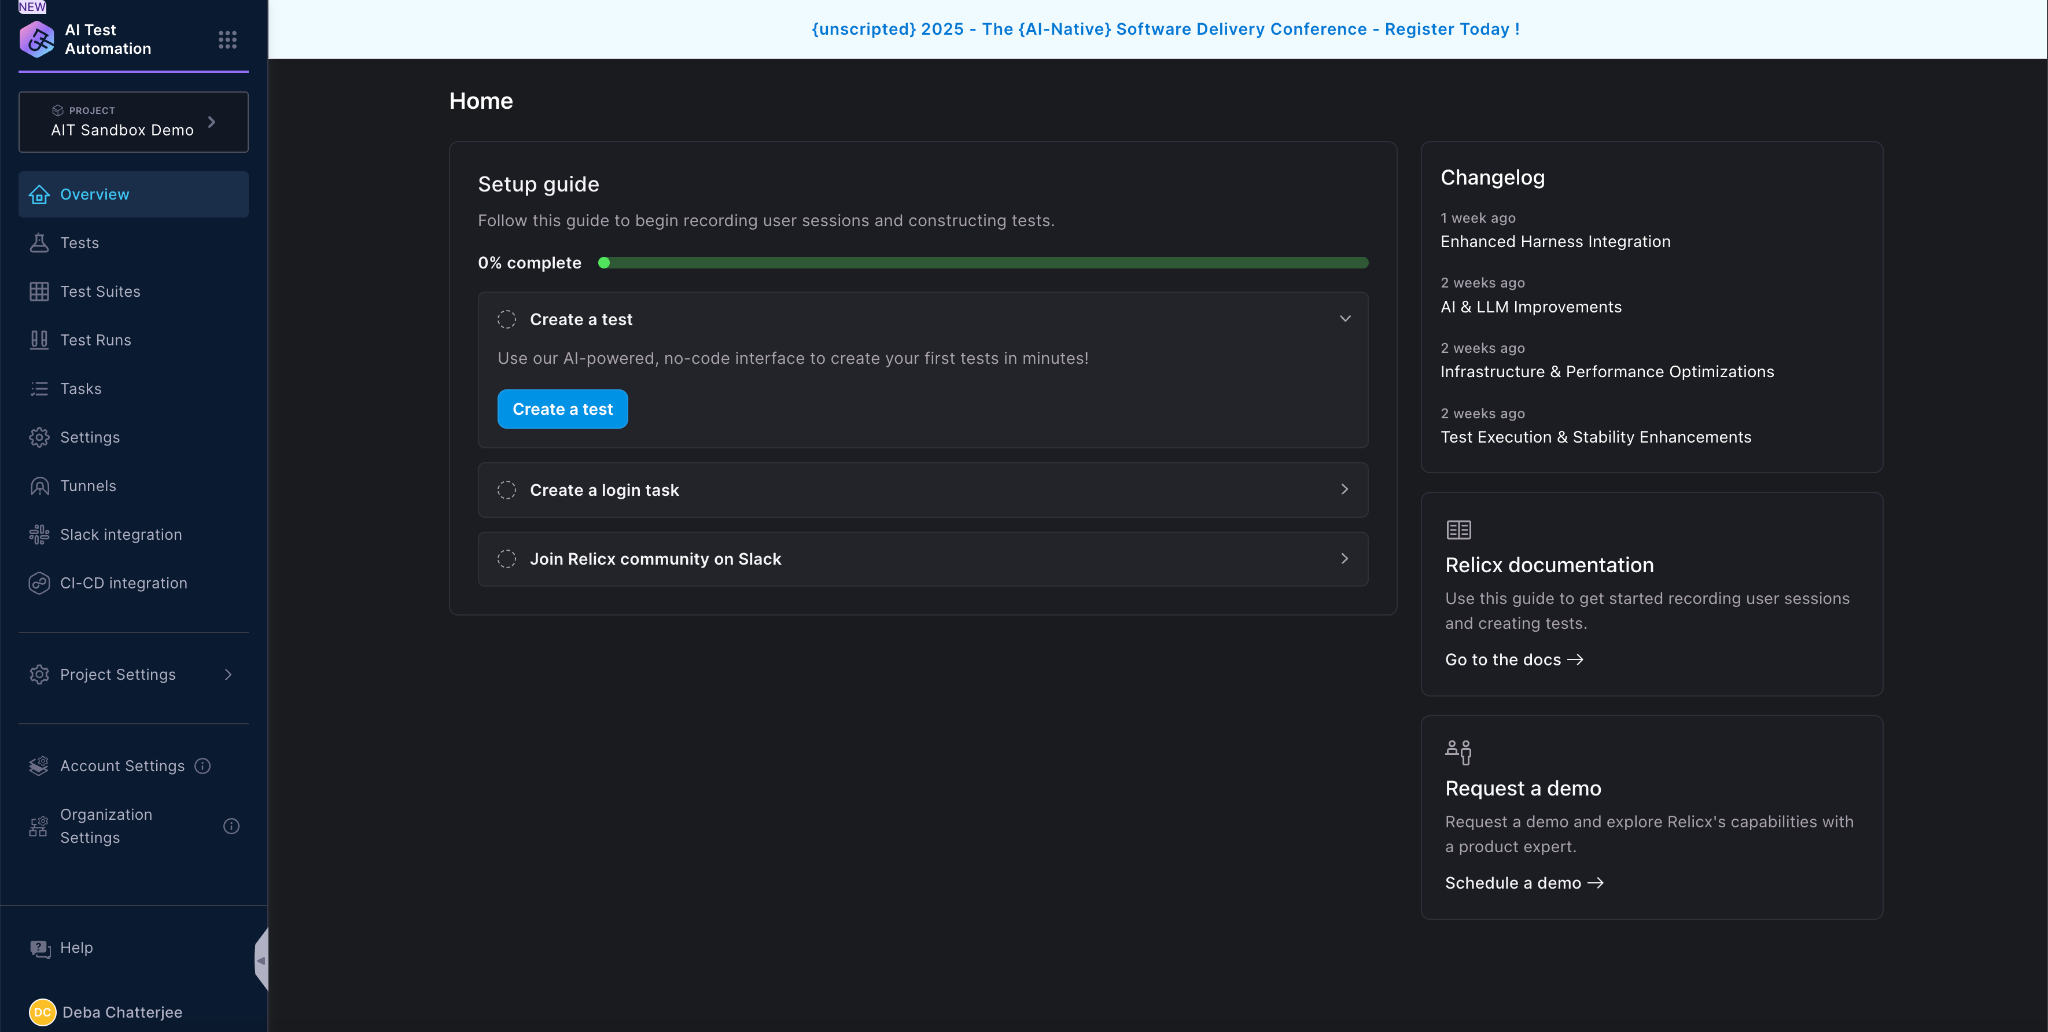 NEW
AI Test
Automation
PROJECT
AIT Sandbox Demo
Overview
Tests
Test Suites
Test Runs
Tasks
Settings
Tunnels
Slack integration
CI-CD integration
Project Settings
Account Settings
Organization
Settings
Help
DC Deba Chatterjee
{unscripted} 2025 - The {AI-Native} Software Delivery Conference - Register Today !
Home
Setup guide
Follow this guide to begin recording user sessions and constructing tests.
0% complete
Create a test
Use our AI-powered, no-code interface to create your first tests in minutes!
Create a test
Create a login task
Join Relicx community on Slack
Changelog
1 week ago
Enhanced Harness Integration
2 weeks ago
AI & LLM Improvements
2 weeks ago
Infrastructure & Performance Optimizations
2 weeks ago
Test Execution & Stability Enhancements
Relicx documentation
Use this guide to get started recording user sessions
and creating tests.
Go to the docs →
Request a demo
Request a demo and explore Relicx's capabilities with
a product expert.
Schedule a demo →